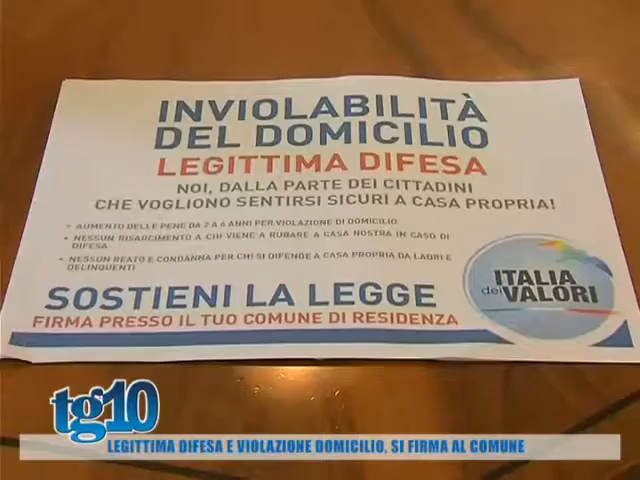 INVIOLABILITÀ
DEL DOMICILIO
LEGITTIMA DIFESA
NOI, DALLA PARTE DEI CITTADINI
CHE VOGLIONO SENTIRSI SICURI A CASA PROPRIA!
• AUMENTO DELLE PENE DA 2 A 6 ANNI PER VIOLAZIONE DI DOMICILIO
• NESSUN RISARCIMENTO A CHI VIENE A RUBARE A CASA NOSTRA IN CASO DI
DIFESA
• NESSUN REATO E CONDANNA PER CHI SI DIFENDE A CASA PROPRIA DA LADRI E
DELINQUENTI
SOSTIENI LA LEGGE
FIRMA PRESSO IL TUO COMUNE DI RESIDENZA
ITALIA
dei VALORI
tg10
LEGITTIMA DIFESA E VIOLAZIONE DOMICILIO, SI FIRMA AL COMUNE